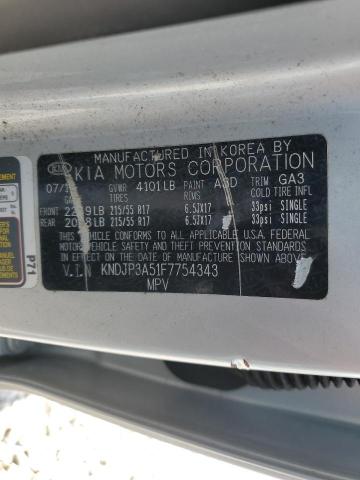 MANUFACTURED IN KOREA BY
KIA MOTORS CORPORATION
GVWR 4101LB PAINT TRIM GA3
TIRES RIMS COLD TIRE INFL
FRONT LB 215/55 R17 6.5JX17 33psi SINGLE
REAR LB 215/55 R17 6.5JX17 33psi SINGLE
THIS VEHICLE CONFORMS TO ALL APPLICABLE U.S.A. FEDERAL
MOTOR VEHICLE SAFETY AND THEFT PREVENTION STANDARDS
IN EFFECT ON THE DATE OF MANUFACTURE SHOWN ABOVE.
V.I.N KNDJP3A51F7754343
MPV
P71